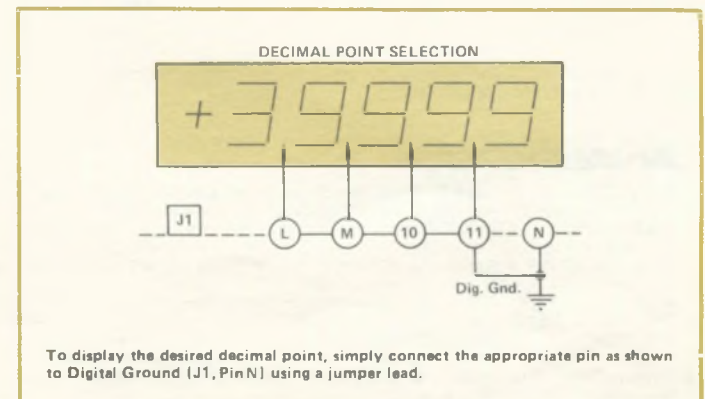 DECIMAL POINT SELECTION
+ 39999
J1 L M 10 11 N
Dig. Gnd.
To display the desired decimal point, simply connect the appropriate pin as shown
to Digital Ground (J1, Pin N) using a jumper lead.